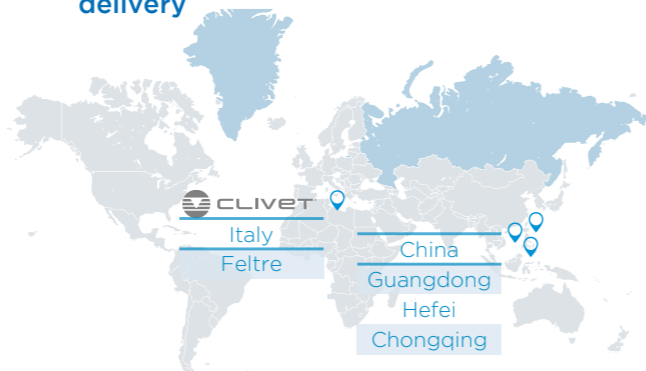 delivery
CLIVET
Italy
Feltre
China
Guangdong
Hefei
Chongqing